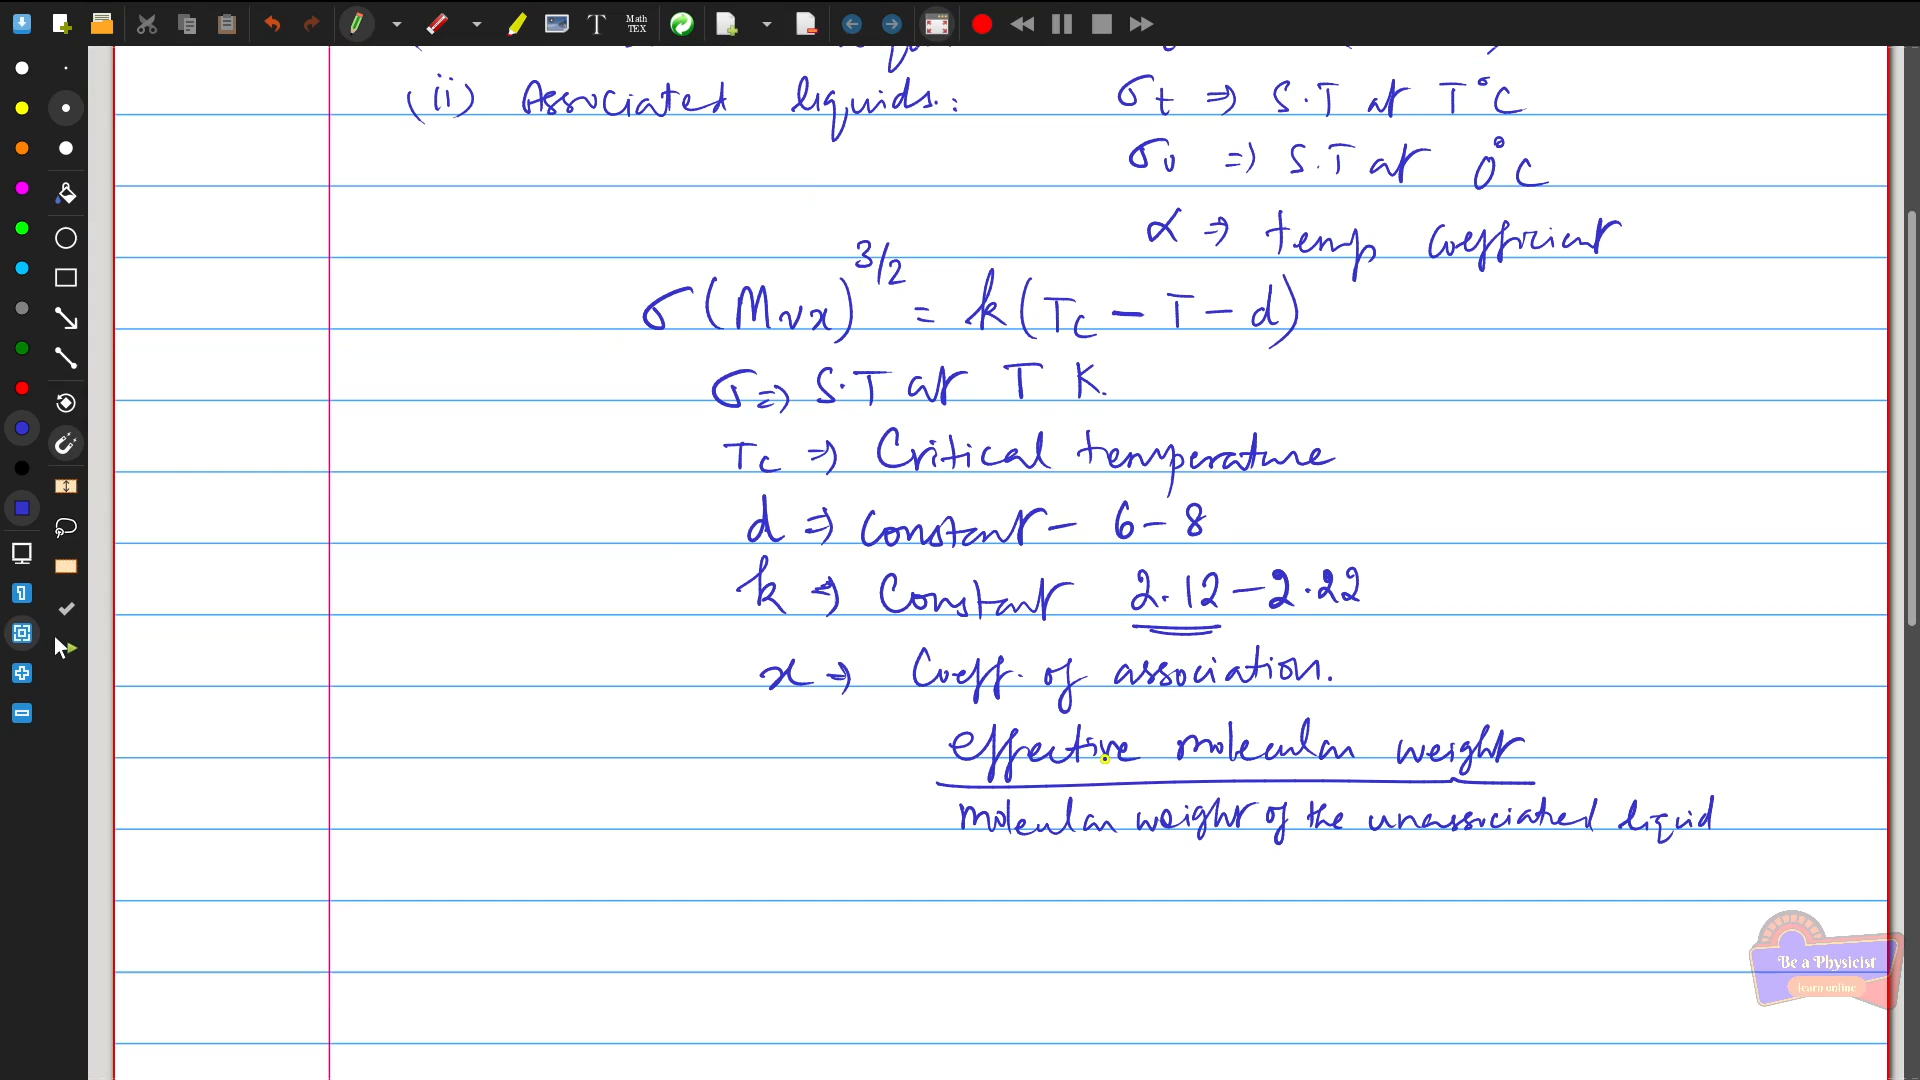 T
Math
TEX
(ii) Associated liquids. :
σt ⇒ S.T at T°C
σ0 ⇒ S.T at 0°C
α ⇒ temp coefficient
σ(Mvx)^3/2 = k(Tc - T - d)
σ ⇒ S.T at T K.
Tc ⇒ Critical temperature
d ⇒ constant - 6 - 8
k ⇒ Constant 2.12 - 2.22
x ⇒ Coeff. of association.
effective molecular weight
molecular weight of the unassociated liquid
Be a Physicist
learn online